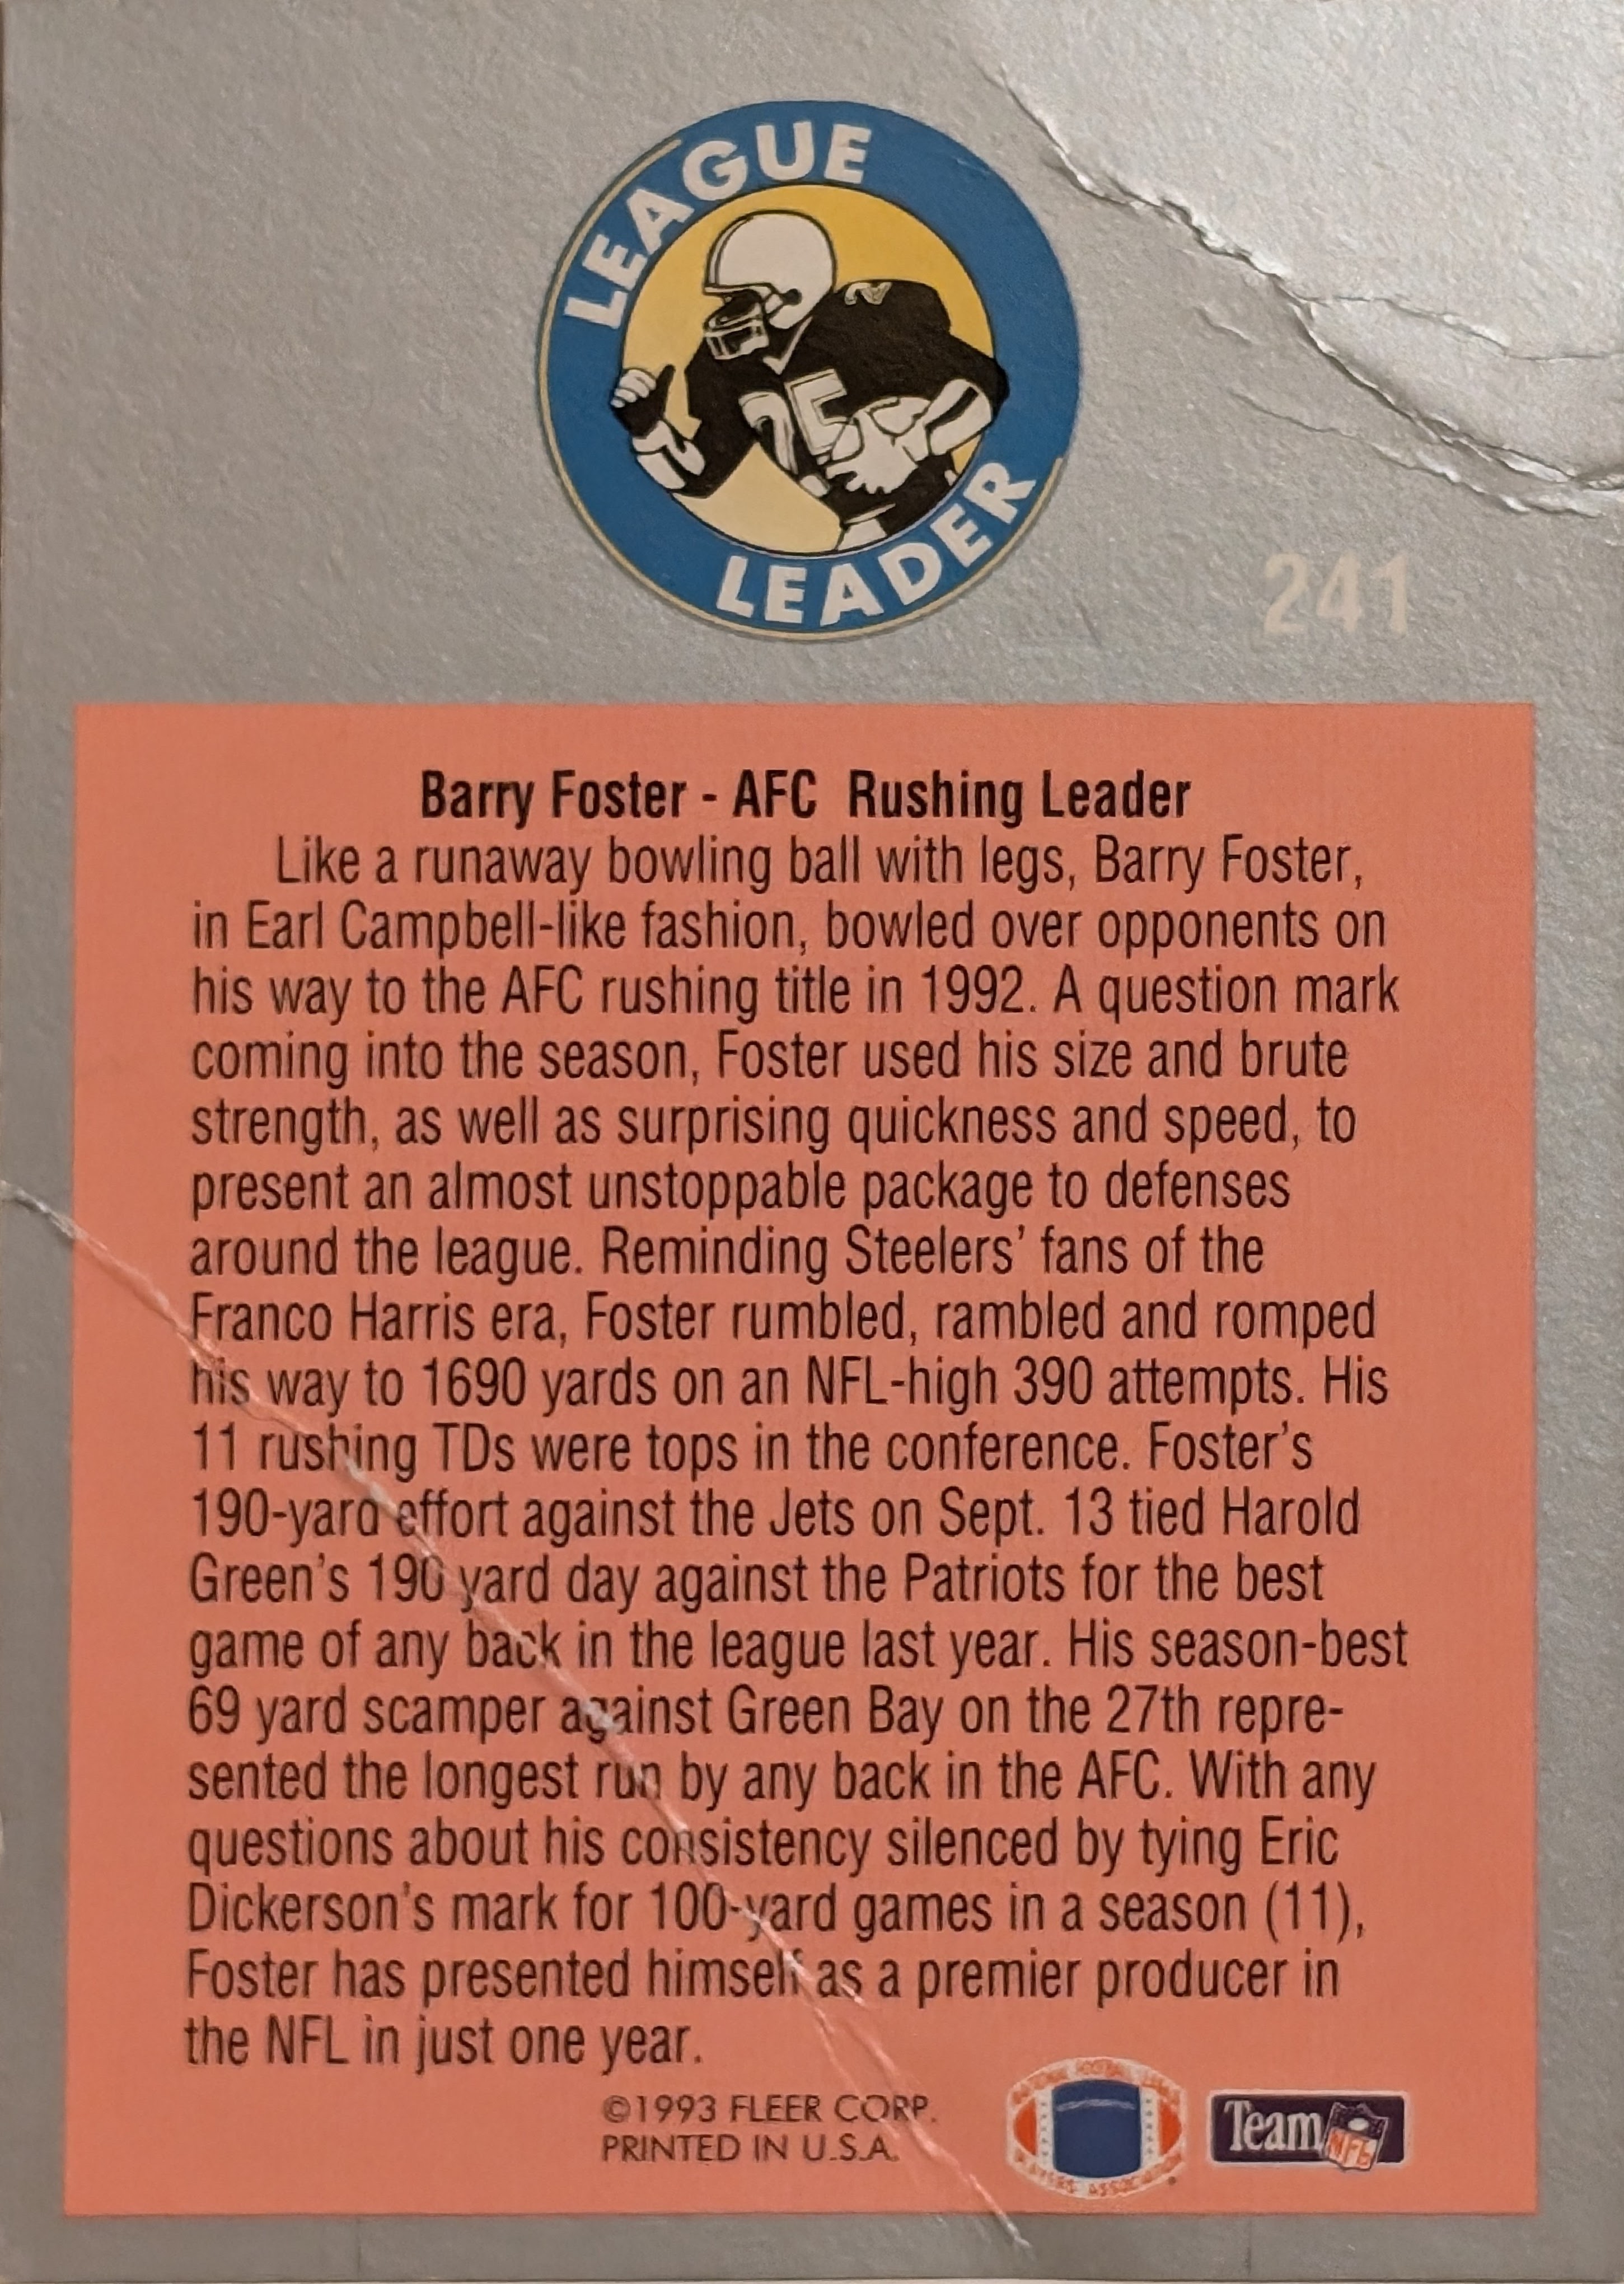 LEAGUE
LEADER
2
25
241
Barry Foster - AFC Rushing Leader
Like a runaway bowling ball with legs, Barry Foster,
in Earl Campbell-like fashion, bowled over opponents on
his way to the AFC rushing title in 1992. A question mark
coming into the season, Foster used his size and brute
strength, as well as surprising quickness and speed, to
present an almost unstoppable package to defenses
around the league. Reminding Steelers' fans of the
Franco Harris era, Foster rumbled, rambled and romped
his way to 1690 yards on an NFL-high 390 attempts. His
11 rushing TDs were tops in the conference. Foster's
190-yard effort against the Jets on Sept. 13 tied Harold
Green's 190 yard day against the Patriots for the best
game of any back in the league last year. His season-best
69 yard scamper against Green Bay on the 27th repre-
sented the longest run by any back in the AFC. With any
questions about his consistency silenced by tying Eric
Dickerson's mark for 100-yard games in a season (11),
Foster has presented himself as a premier producer in
the NFL in just one year.
©1993 FLEER CORP.
PRINTED IN U.S.A.
NATIONAL FOOTBALL LEAGUE
PLAYERS ASSOCIATION
Team NFL